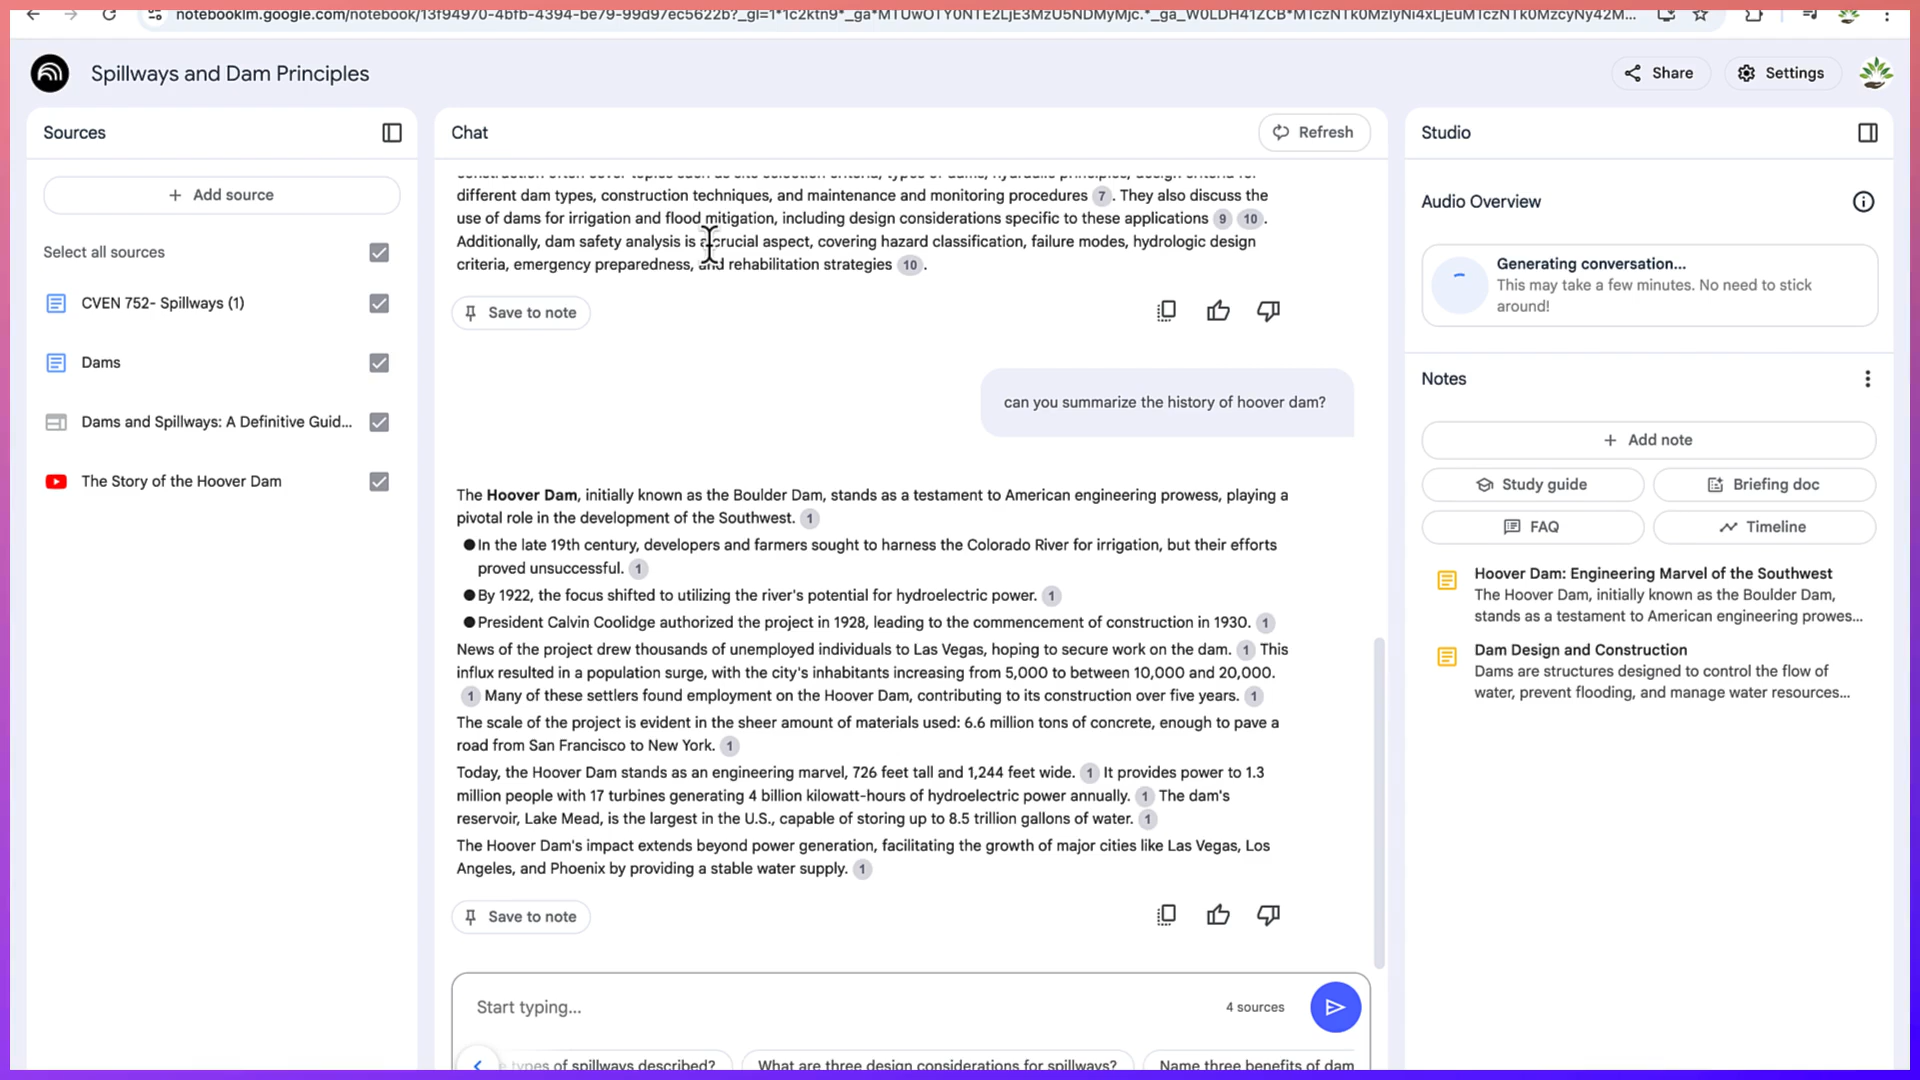 notebooklm.google.com/notebook/13f94970-4bfb-4394-be79-99d97ec5622b?_gl=1*1c2ktn9*_ga*
Spillways and Dam Principles
Share
Settings
Sources
Add source
Select all sources
CVEN 752- Spillways (1)
Dams
Dams and Spillways: A Definitive Guid...
The Story of the Hoover Dam
Chat
Refresh
different dam types, construction techniques, and maintenance and monitoring procedures 7 . They also discuss the
use of dams for irrigation and flood mitigation, including design considerations specific to these applications 9 10 .
Additionally, dam safety analysis is a crucial aspect, covering hazard classification, failure modes, hydrologic design
criteria, emergency preparedness, and rehabilitation strategies 10 .
Save to note
can you summarize the history of hoover dam?
The Hoover Dam, initially known as the Boulder Dam, stands as a testament to American engineering prowess, playing a
pivotal role in the development of the Southwest. 1
●In the late 19th century, developers and farmers sought to harness the Colorado River for irrigation, but their efforts
proved unsuccessful. 1
●By 1922, the focus shifted to utilizing the river's potential for hydroelectric power. 1
●President Calvin Coolidge authorized the project in 1928, leading to the commencement of construction in 1930. 1
News of the project drew thousands of unemployed individuals to Las Vegas, hoping to secure work on the dam. 1 This
influx resulted in a population surge, with the city's inhabitants increasing from 5,000 to between 10,000 and 20,000.
1 Many of these settlers found employment on the Hoover Dam, contributing to its construction over five years. 1
The scale of the project is evident in the sheer amount of materials used: 6.6 million tons of concrete, enough to pave a
road from San Francisco to New York. 1
Today, the Hoover Dam stands as an engineering marvel, 726 feet tall and 1,244 feet wide. 1 It provides power to 1.3
million people with 17 turbines generating 4 billion kilowatt-hours of hydroelectric power annually. 1 The dam's
reservoir, Lake Mead, is the largest in the U.S., capable of storing up to 8.5 trillion gallons of water. 1
The Hoover Dam's impact extends beyond power generation, facilitating the growth of major cities like Las Vegas, Los
Angeles, and Phoenix by providing a stable water supply. 1
Save to note
Start typing...
4 sources
types of spillways described?
What are three design considerations for spillways?
Name three benefits of dam
Studio
Audio Overview
Generating conversation...
This may take a few minutes. No need to stick
around!
Notes
Add note
Study guide
Briefing doc
FAQ
Timeline
Hoover Dam: Engineering Marvel of the Southwest
The Hoover Dam, initially known as the Boulder Dam,
stands as a testament to American engineering prowes...
Dam Design and Construction
Dams are structures designed to control the flow of
water, prevent flooding, and manage water resources...